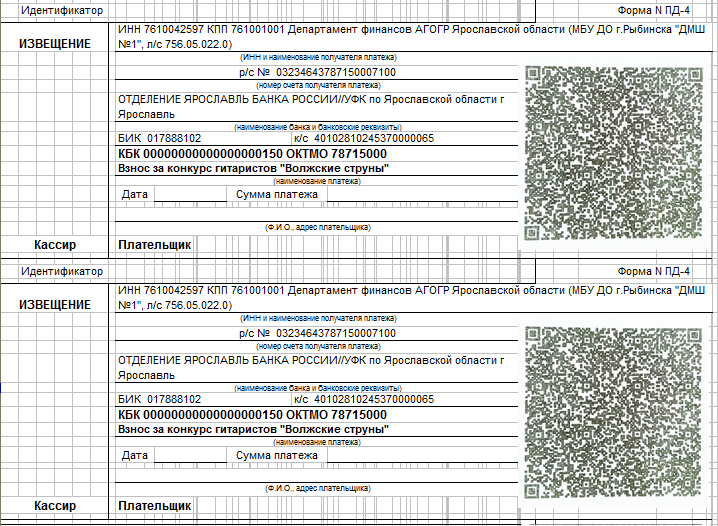 Идентификатор Форма N ПД-4
ИЗВЕЩЕНИЕ
ИНН 7610042597 КПП 761001001 Департамент финансов АГОГР Ярославской области (МБУ ДО г.Рыбинска "ДМШ
№1", л/с 756.05.022.0)
(ИНН и наименование получателя платежа)
р/с № 03234643787150007100
(номер счета получателя платежа)
ОТДЕЛЕНИЕ ЯРОСЛАВЛЬ БАНКА РОССИИ//УФК по Ярославской области г
Ярославль
(наименование банка и банковские реквизиты)
БИК 017888102 к/с 40102810245370000065
КБК 00000000000000000150 ОКТМО 78715000
Взнос за конкурс гитаристов "Волжские струны"
(наименование платежа)
Дата Сумма платежа
(Ф.И.О., адрес плательщика)
Кассир Плательщик
Идентификатор Форма N ПД-4
ИЗВЕЩЕНИЕ
ИНН 7610042597 КПП 761001001 Департамент финансов АГОГР Ярославской области (МБУ ДО г.Рыбинска "ДМШ
№1", л/с 756.05.022.0)
(ИНН и наименование получателя платежа)
р/с № 03234643787150007100
(номер счета получателя платежа)
ОТДЕЛЕНИЕ ЯРОСЛАВЛЬ БАНКА РОССИИ//УФК по Ярославской области г
Ярославль
(наименование банка и банковские реквизиты)
БИК 017888102 к/с 40102810245370000065
КБК 00000000000000000150 ОКТМО 78715000
Взнос за конкурс гитаристов "Волжские струны"
(наименование платежа)
Дата Сумма платежа
(Ф.И.О., адрес плательщика)
Кассир Плательщик